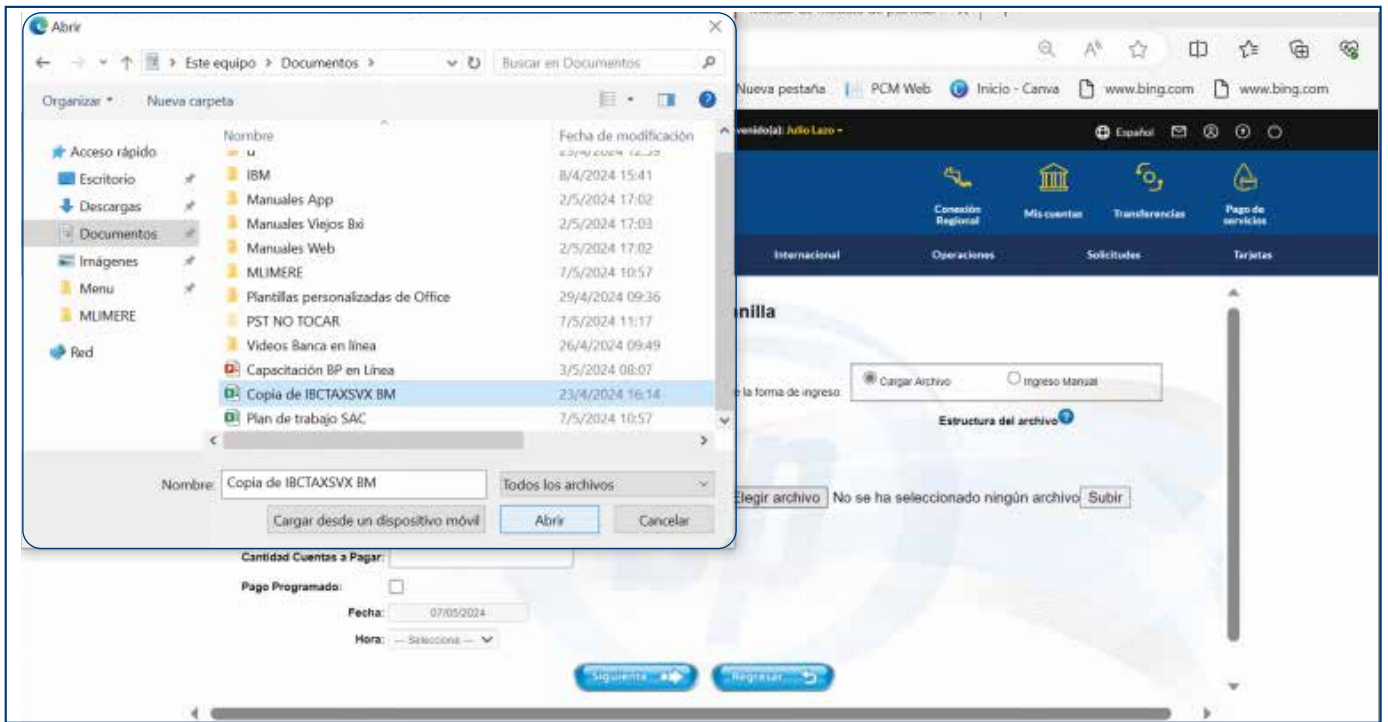 Abrir
Este equipo > Documentos >
Buscar en Documentos
Organizar
Nueva carpeta
Nombre
Fecha de modificación
Acceso rápido
Escritorio
Descargas
Documentos
Imágenes
Menu
MLIMERE
Red
IBM 8/4/2024 15:41
Manuales App 2/5/2024 17:02
Manuales Viejos Bxi 2/5/2024 17:03
Manuales Web 2/5/2024 17:02
MLIMERE 7/5/2024 10:57
Plantillas personalizadas de Office 29/4/2024 09:36
PST NO TOCAR 7/5/2024 11:17
Videos Banca en línea 26/4/2024 09:49
Capacitación BP en Línea 3/5/2024 08:07
Copia de IBCTAXSVX BM 23/4/2024 16:14
Plan de trabajo SAC 7/5/2024 10:57
Nombre: Copia de IBCTAXSVX BM
Todos los archivos
Cargar desde un dispositivo móvil
Abrir
Cancelar
Nueva pestaña
PCM Web
Inicio - Canva
www.bing.com
www.bing.com
venido(a): Julio Lazo
Español
Conexión
Regional
Mis cuentas
Transferencias
Pago de
servicios
Internacional
Operaciones
Solicitudes
Tarjetas
anilla
e la forma de ingreso:
Cargar Archivo
Ingreso Manual
Estructura del archivo
Elegir archivo
No se ha seleccionado ningún archivo
Subir
Cantidad Cuentas a Pagar:
Pago Programado:
Fecha: 07/05/2024
Hora: -- Selecciona --
Siguiente
Regresar